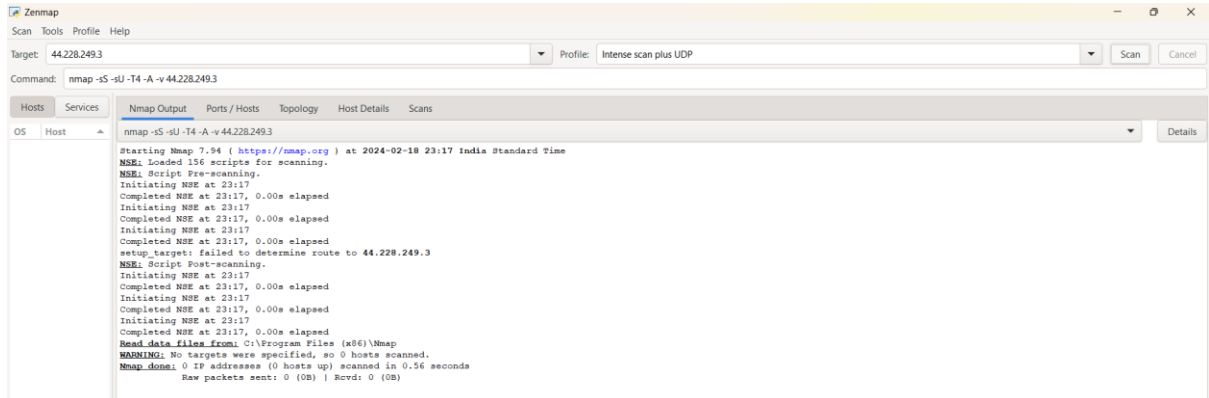 Zenmap
Scan Tools Profile Help
Target: 44.228.249.3 Profile: Intense scan plus UDP Scan Cancel
Command: nmap -sS -sU -T4 -A -v 44.228.249.3
Hosts Services Nmap Output Ports / Hosts Topology Host Details Scans
OS Host nmap -sS -sU -T4 -A -v 44.228.249.3 Details
Starting Nmap 7.94 ( https://nmap.org ) at 2024-02-18 23:17 India Standard Time
NSE: Loaded 156 scripts for scanning.
NSE: Script Pre-scanning.
Initiating NSE at 23:17
Completed NSE at 23:17, 0.00s elapsed
Initiating NSE at 23:17
Completed NSE at 23:17, 0.00s elapsed
Initiating NSE at 23:17
Completed NSE at 23:17, 0.00s elapsed
setup_target: failed to determine route to 44.228.249.3
NSE: Script Post-scanning.
Initiating NSE at 23:17
Completed NSE at 23:17, 0.00s elapsed
Initiating NSE at 23:17
Completed NSE at 23:17, 0.00s elapsed
Initiating NSE at 23:17
Completed NSE at 23:17, 0.00s elapsed
Read data files from: C:\Program Files (x86)\Nmap
WARNING: No targets were specified, so 0 hosts scanned.
Nmap done: 0 IP addresses (0 hosts up) scanned in 0.56 seconds
Raw packets sent: 0 (0B) | Rcvd: 0 (0B)